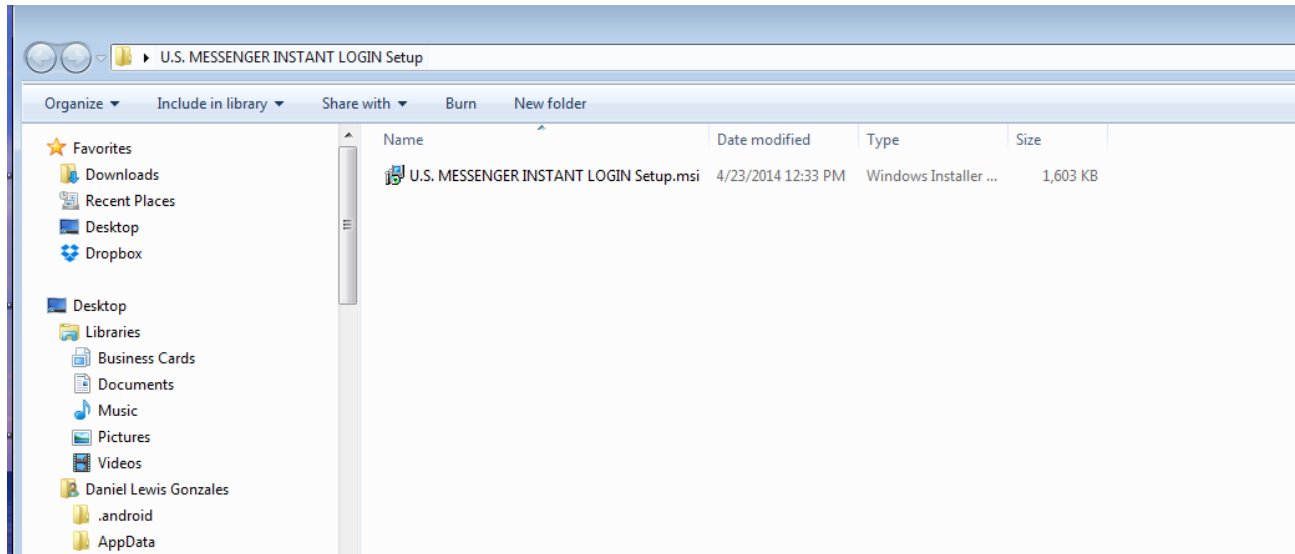 U.S. MESSENGER INSTANT LOGIN Setup
Organize Include in library Share with Burn New folder
Name Date modified Type Size
U.S. MESSENGER INSTANT LOGIN Setup.msi 4/23/2014 12:33 PM Windows Installer ... 1,603 KB
Favorites
Downloads
Recent Places
Desktop
Dropbox
Desktop
Libraries
Business Cards
Documents
Music
Pictures
Videos
Daniel Lewis Gonzales
.android
AppData